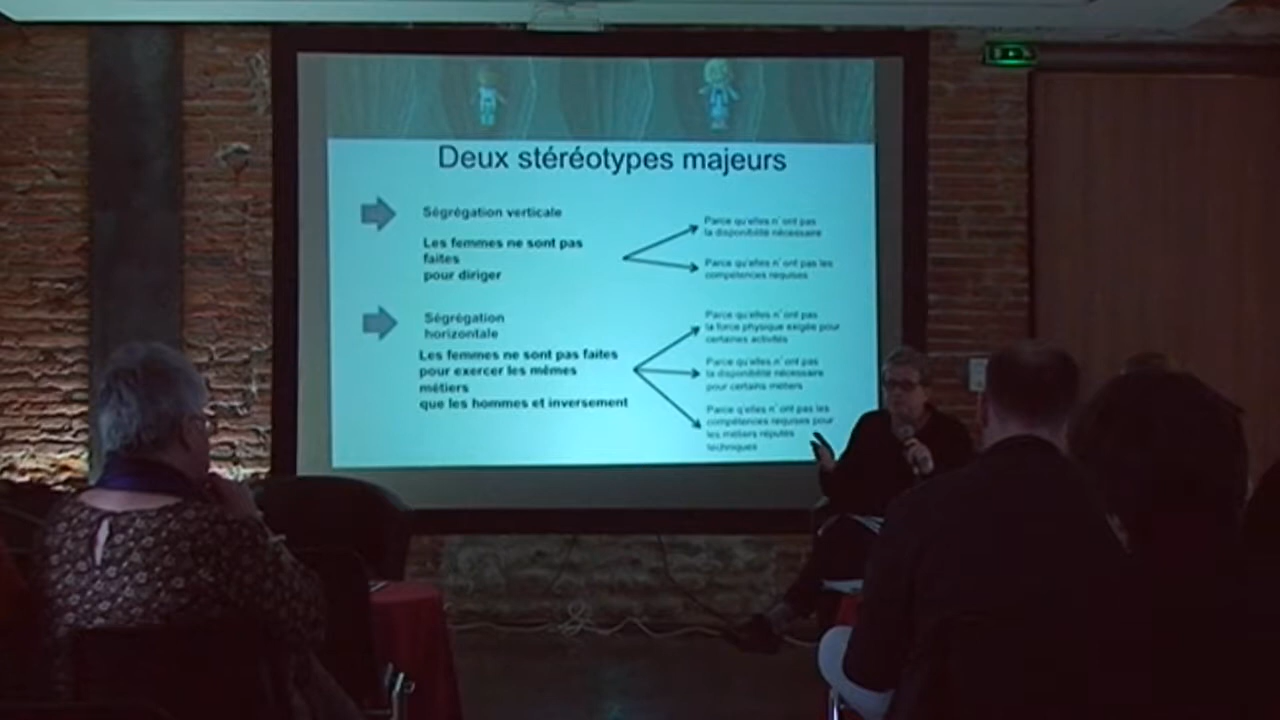 Deux stéréotypes majeurs
Ségrégation verticale
Les femmes ne sont pas
faites
pour diriger
Parce qu'elles n'ont pas
la disponibilité nécessaire
Parce qu'elles n'ont pas les
compétences requises
Ségrégation
horizontale
Les femmes ne sont pas faites
pour exercer les mêmes
métiers
que les hommes et inversement
Parce qu'elles n'ont pas
la force physique exigée pour
certaines activités
Parce qu'elles n'ont pas
la disponibilité nécessaire
pour certains métiers
Parce q'elles n'ont pas les
compétences requises pour
les métiers réputés
techniques